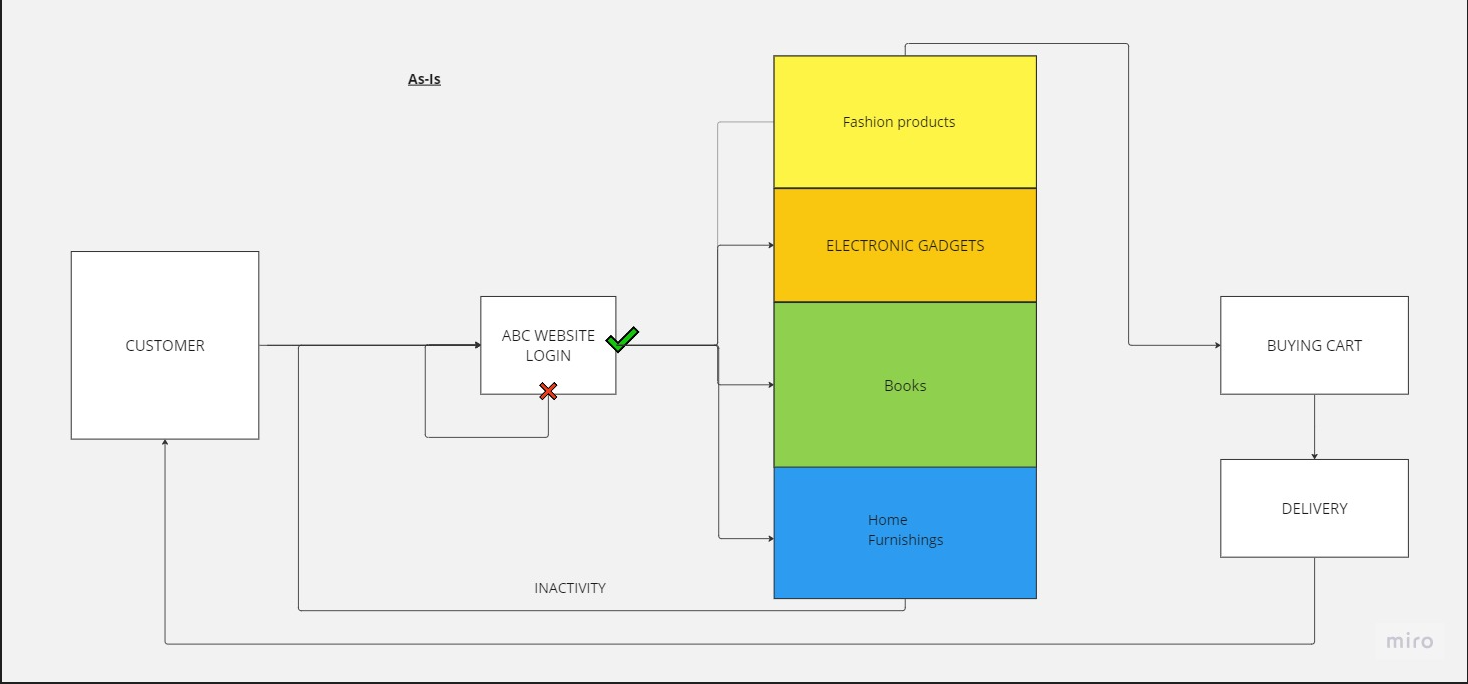 As-Is
Fashion products
ELECTRONIC GADGETS
CUSTOMER
ABC WEBSITE
LOGIN
Books
BUYING CART
DELIVERY
Home
Furnishings
INACTIVITY
miro